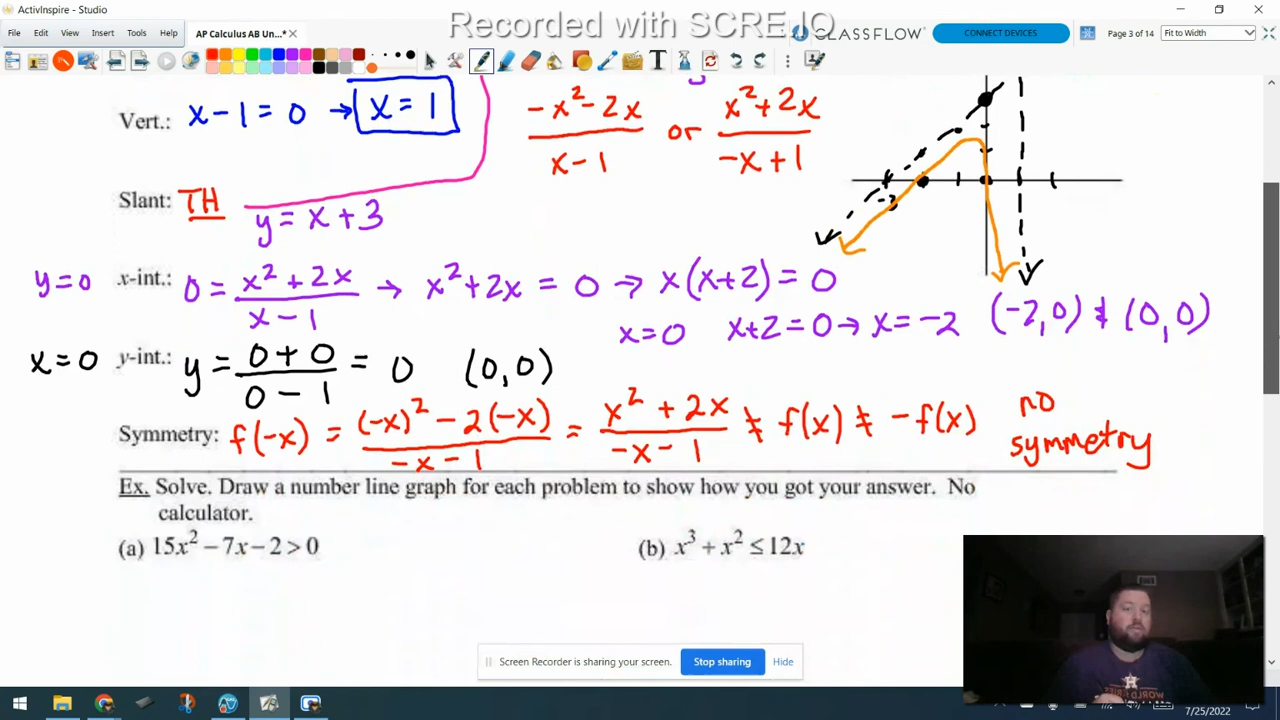 ActivInspire - Studio
Recorded with SCRE.IO
File Edit View Insert Tools Help
AP Calculus AB Un...*
CLASSFLOW
CONNECT DEVICES
Page 3 of 14
Fit to Width
Vert.: x-1=0 → x=1
-x²-2x / x-1 or x²+2x / -x+1
Slant: TH y=x+3
-3
y=0 x-int.: 0 = x²+2x / x-1 → x²+2x = 0 → x(x+2) = 0
x=0 x+2=0→x=-2 (-2,0) & (0,0)
x=0 y-int.: y = 0+0 / 0-1 = 0 (0,0)
Symmetry: f(-x) = (-x)²-2(-x) / -x-1 = x²+2x / -x-1 ≠ f(x) ≠ -f(x) no symmetry
Ex. Solve. Draw a number line graph for each problem to show how you got your answer. No
calculator.
(a) 15x²-7x-2>0
(b) x³+x²≤12x
Screen Recorder is sharing your screen. Stop sharing Hide
7/25/2022